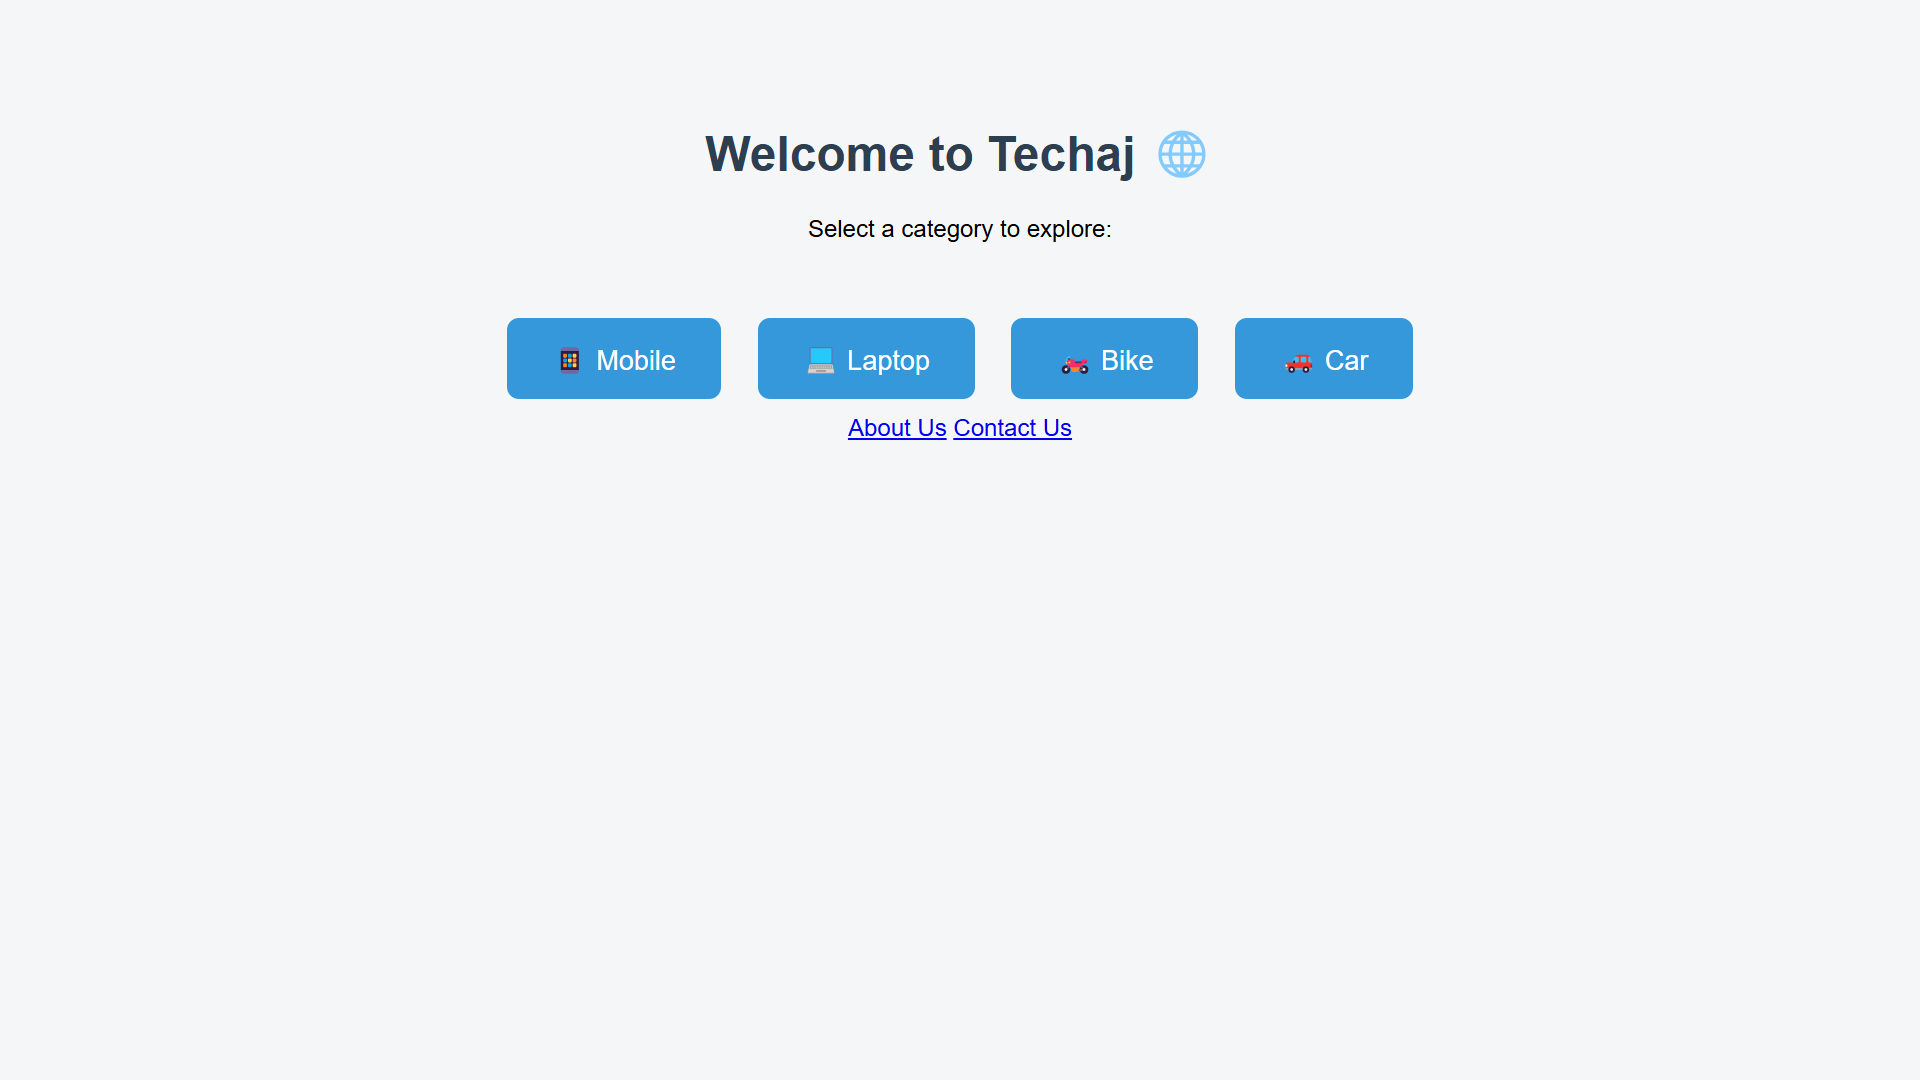 Welcome to Techaj 🌐
Select a category to explore:
📱 Mobile 💻 Laptop 🏍️ Bike 🚗 Car
About Us Contact Us